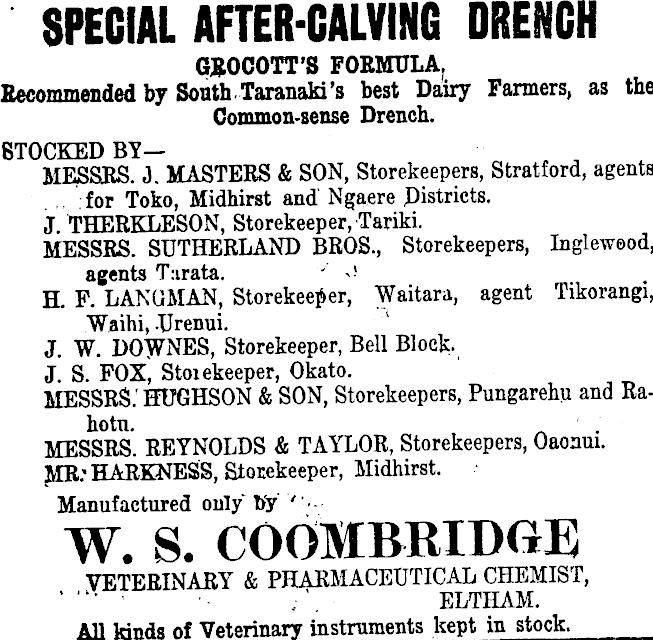 SPECIAL AFTER-CALVING DRENCH
GROCOTT'S FORMULA,
Recommended by South Taranaki's best Dairy Farmers, as the
Common-sense Drench.
STOCKED BY—
MESSRS. J. MASTERS & SON, Storekeepers, Stratford, agents
for Toko, Midhirst and Ngaere Districts.
J. THERKLESON, Storekeeper, Tariki.
MESSRS. SUTHERLAND BROS., Storekeepers, Inglewood,
agents Tarata.
H. F. LANGMAN, Storekeeper, Waitara, agent Tikorangi,
Waihi, Urenui.
J. W. DOWNES, Storekeeper, Bell Block.
J. S. FOX, Storekeeper, Okato.
MESSRS. HUGHSON & SON, Storekeepers, Pungarehu and Ra-
hotu.
MESSRS. REYNOLDS & TAYLOR, Storekeepers, Oaonui.
MR. HARKNESS, Storekeeper, Midhirst.
Manufactured only by
W. S. COOMBRIDGE
VETERINARY & PHARMACEUTICAL CHEMIST,
ELTHAM.
All kinds of Veterinary instruments kept in stock.